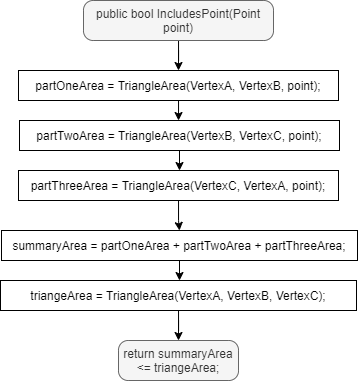 public bool IncludesPoint(Point
point)
partOneArea = TriangleArea(VertexA, VertexB, point);
partTwoArea = TriangleArea(VertexB, VertexC, point);
partThreeArea = TriangleArea(VertexC, VertexA, point);
summaryArea = partOneArea + partTwoArea + partThreeArea;
triangeArea = TriangleArea(VertexA, VertexB, VertexC);
return summaryArea
<= triangeArea;